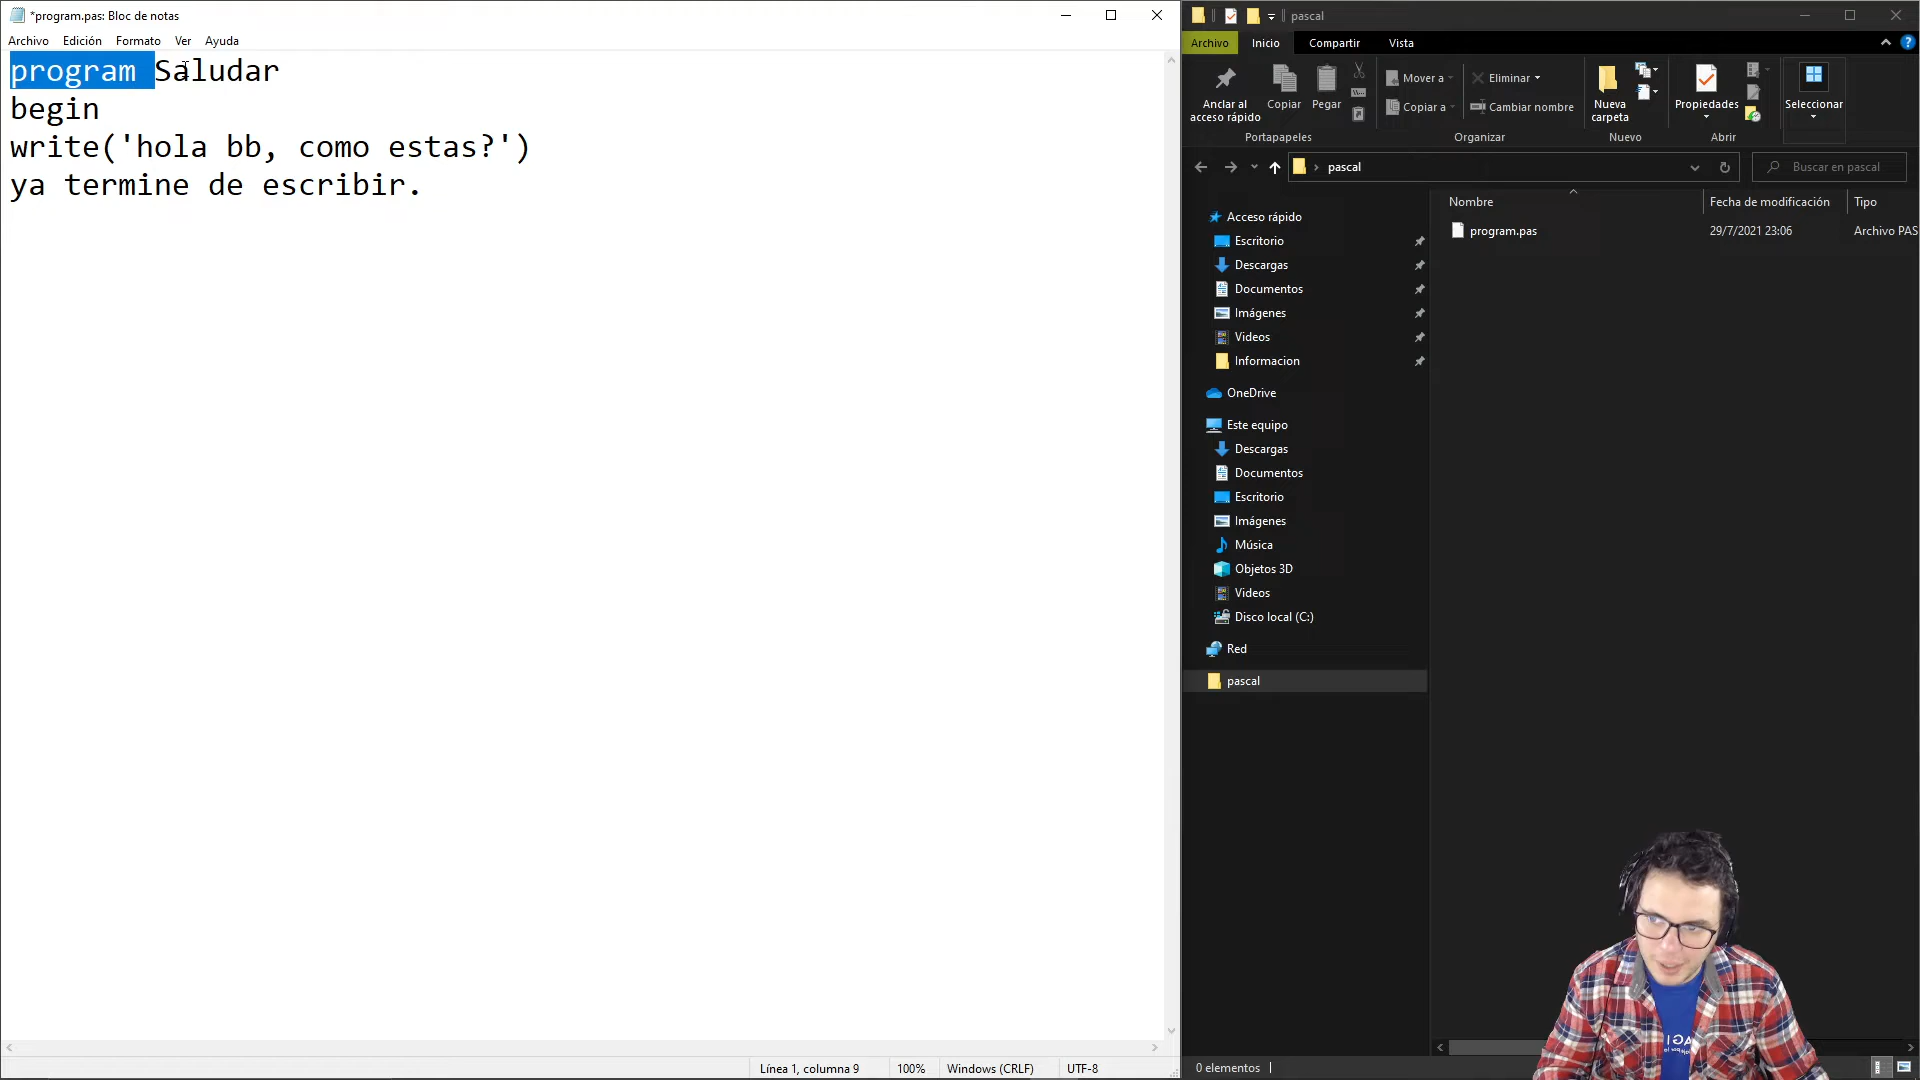 *program.pas: Bloc de notas
Archivo Edición Formato Ver Ayuda
program Saludar
begin
write('hola bb, como estas?')
ya termine de escribir.
Línea 1, columna 9 100% Windows (CRLF) UTF-8
pascal
Archivo Inicio Compartir Vista
Anclar al acceso rápido
Copiar
Pegar
Mover a
Copiar a
Eliminar
Cambiar nombre
Nueva carpeta
Propiedades
Seleccionar
Portapapeles Organizar Nuevo Abrir
pascal
Buscar en pascal
Nombre Fecha de modificación Tipo
program.pas 29/7/2021 23:06 Archivo PAS
Acceso rápido
Escritorio
Descargas
Documentos
Imágenes
Videos
Informacion
OneDrive
Este equipo
Descargas
Documentos
Escritorio
Imágenes
Música
Objetos 3D
Videos
Disco local (C:)
Red
pascal
0 elementos